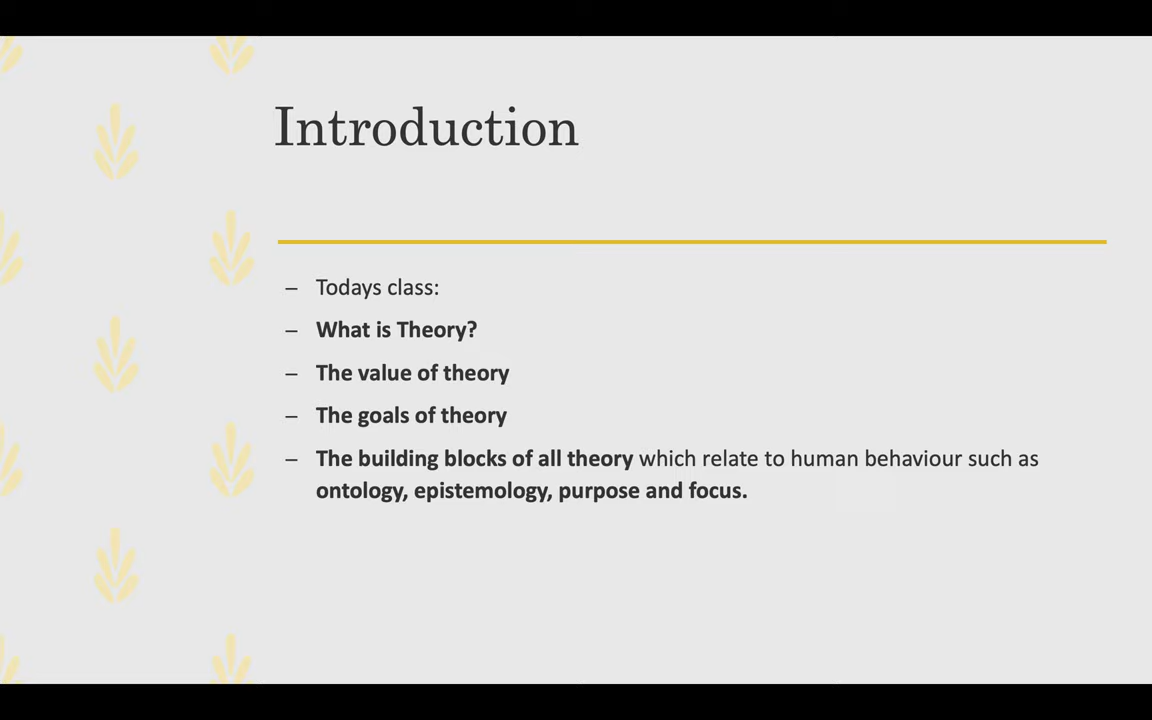 Introduction
– Todays class:
– What is Theory?
– The value of theory
– The goals of theory
– The building blocks of all theory which relate to human behaviour such as
ontology, epistemology, purpose and focus.